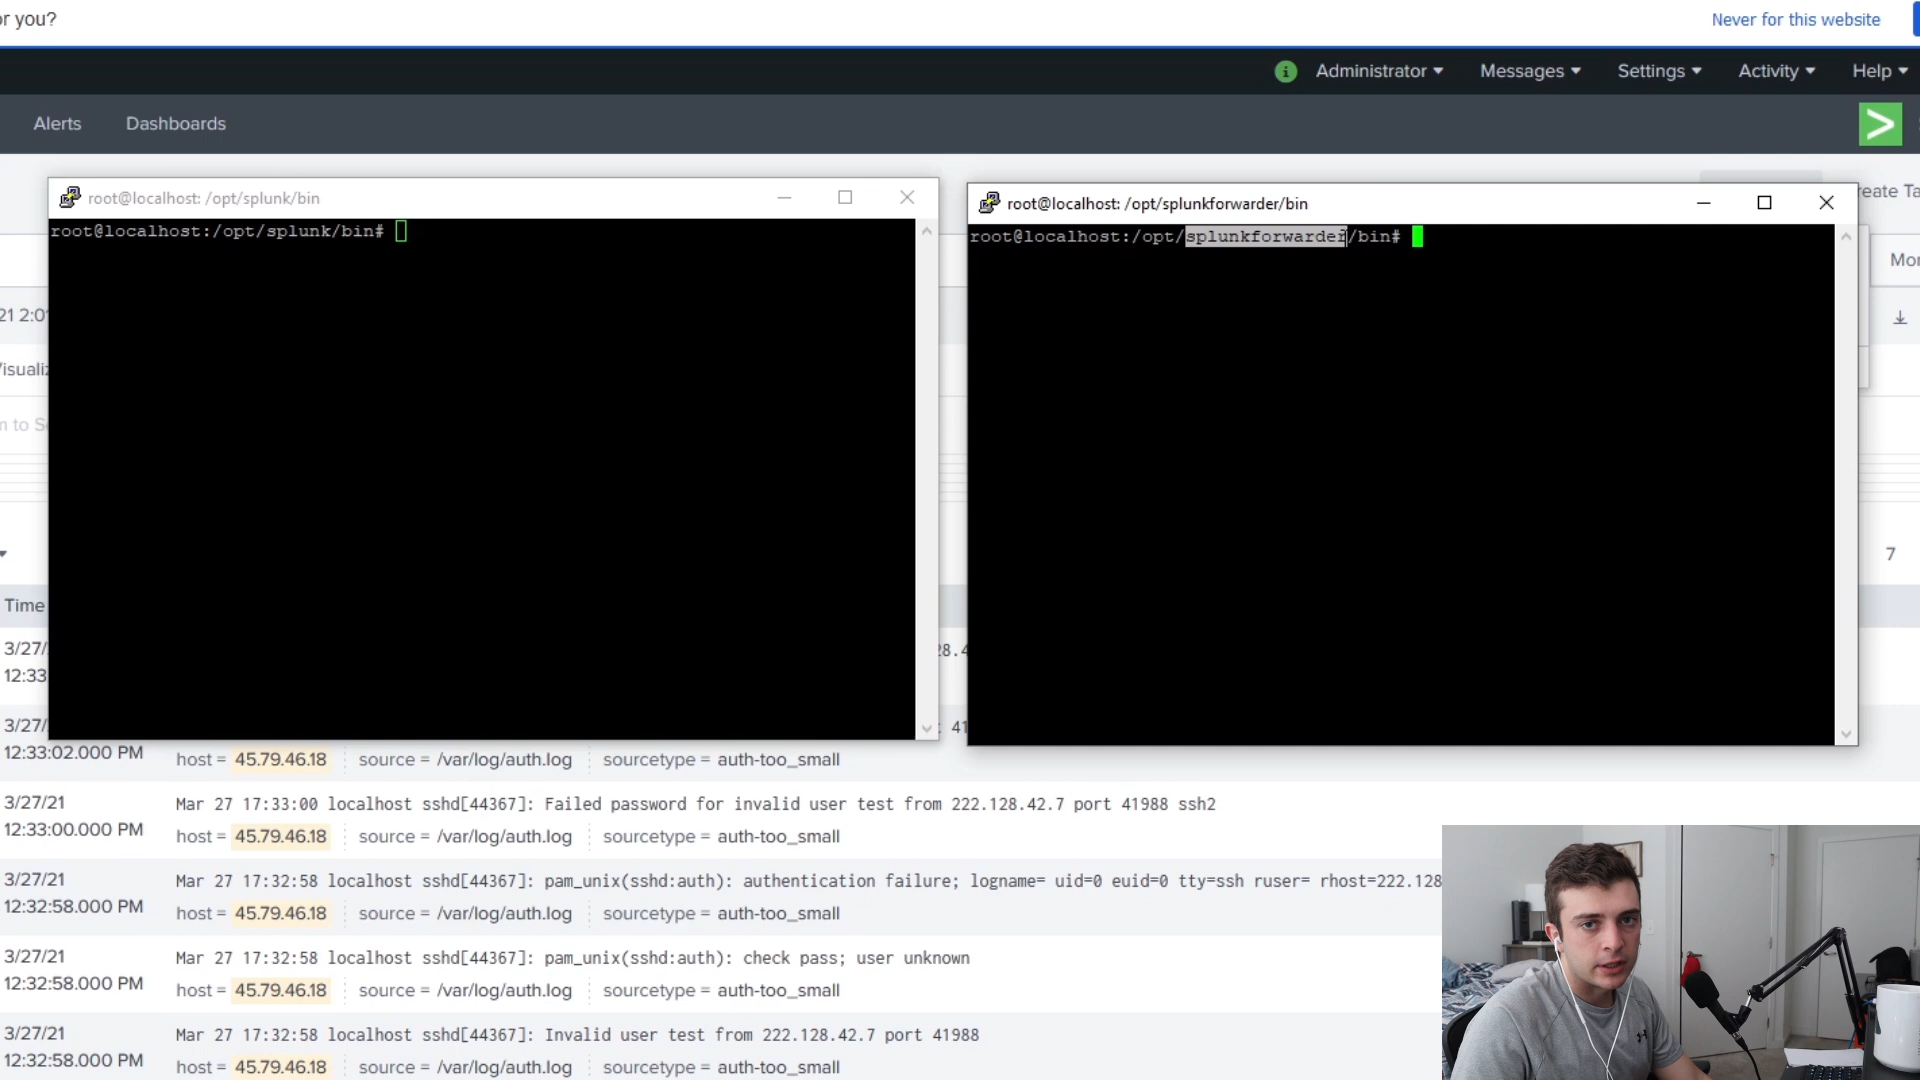 or you?
Never for this website
Administrator Messages Settings Activity Help
Alerts Dashboards
root@localhost: /opt/splunk/bin
root@localhost:/opt/splunk/bin#
root@localhost: /opt/splunkforwarder/bin
root@localhost:/opt/splunkforwarder/bin#
reate Ta
Mor
21 2:0
Visualiz
m to Se
7
Time
3/27/
28.4
12:33
3/27/
41
12:33:02.000 PM
host = 45.79.46.18 source = /var/log/auth.log sourcetype = auth-too_small
3/27/21 Mar 27 17:33:00 localhost sshd[44367]: Failed password for invalid user test from 222.128.42.7 port 41988 ssh2
12:33:00.000 PM host = 45.79.46.18 source = /var/log/auth.log sourcetype = auth-too_small
3/27/21 Mar 27 17:32:58 localhost sshd[44367]: pam_unix(sshd:auth): authentication failure; logname= uid=0 euid=0 tty=ssh ruser= rhost=222.128
12:32:58.000 PM host = 45.79.46.18 source = /var/log/auth.log sourcetype = auth-too_small
3/27/21 Mar 27 17:32:58 localhost sshd[44367]: pam_unix(sshd:auth): check pass; user unknown
12:32:58.000 PM host = 45.79.46.18 source = /var/log/auth.log sourcetype = auth-too_small
3/27/21 Mar 27 17:32:58 localhost sshd[44367]: Invalid user test from 222.128.42.7 port 41988
12:32:58.000 PM host = 45.79.46.18 source = /var/log/auth.log sourcetype = auth-too_small